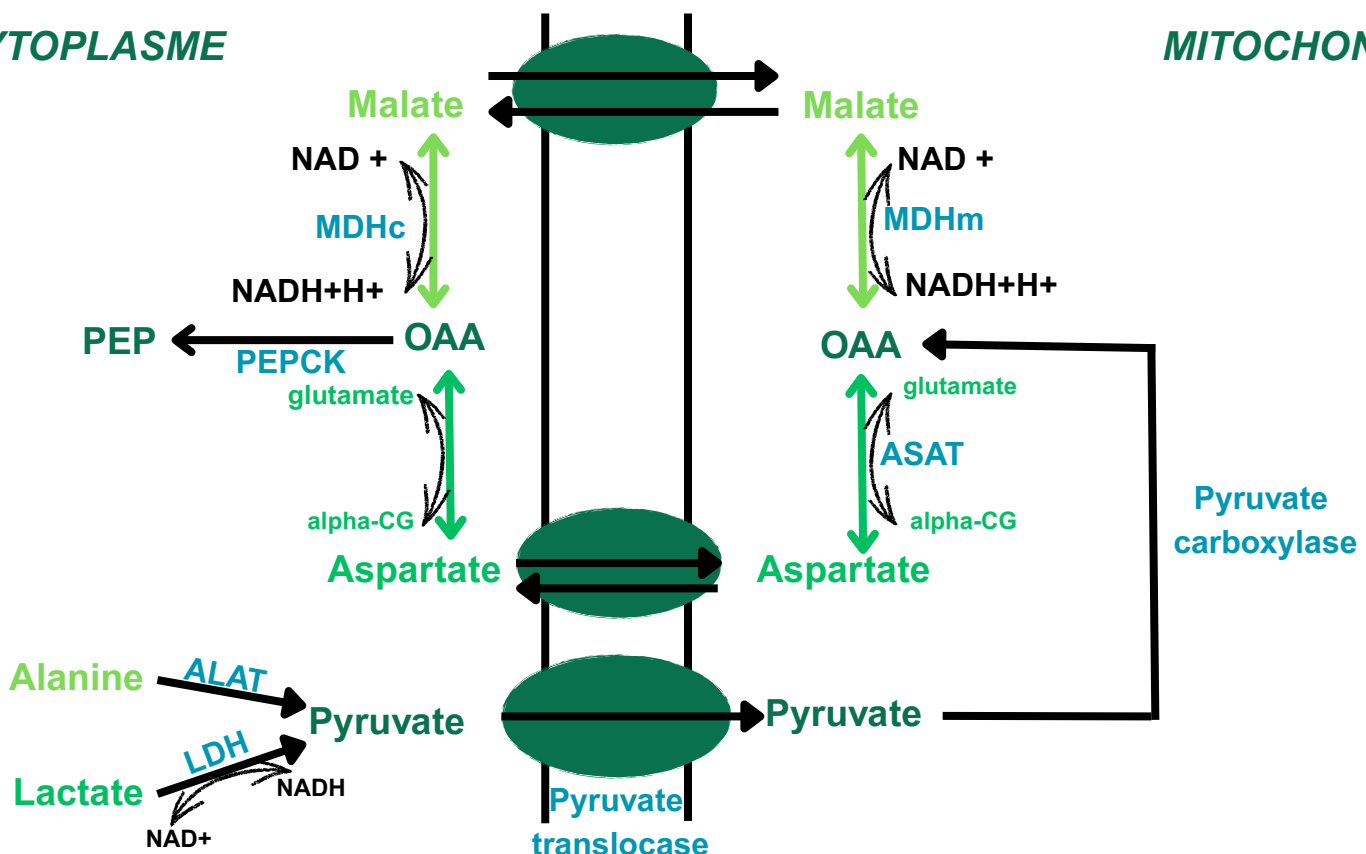 YTOPLASME
MITOCHON
Malate
Malate
NAD +
NAD +
MDHc
MDHm
NADH+H+
NADH+H+
PEP
OAA
OAA
PEPCK
glutamate
glutamate
ASAT
alpha-CG
alpha-CG
Aspartate
Aspartate
Pyruvate
carboxylase
Alanine
ALAT
Pyruvate
Pyruvate
LDH
Lactate
NADH
NAD+
Pyruvate
translocase